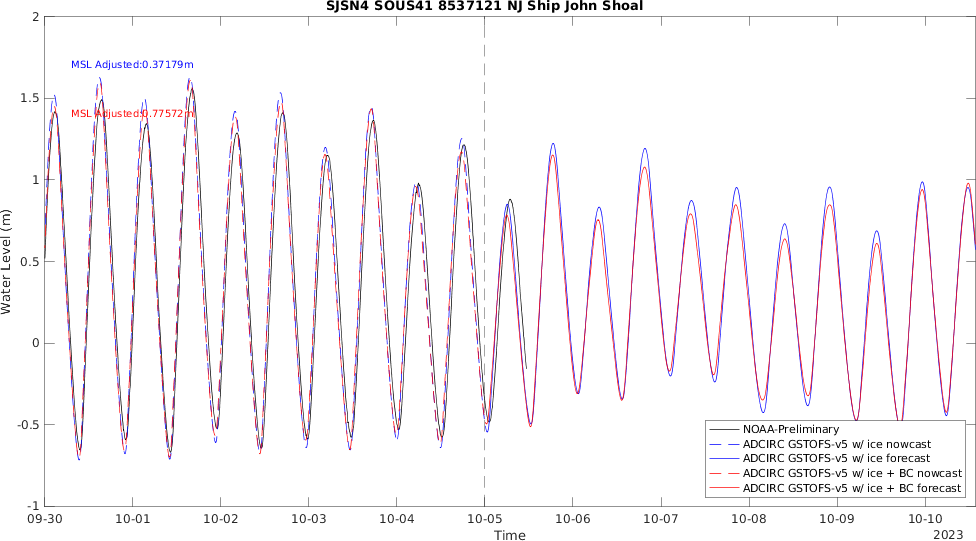 SJSN4 SOUS41 8537121 NJ Ship John Shoal
2
MSL Adjusted:0.37179m
1.5
MSL Adjusted:0.77572m
1
0.5
0
-0.5
-1
Water Level (m)
NOAA-Preliminary
ADCIRC GSTOFS-v5 w/ ice nowcast
ADCIRC GSTOFS-v5 w/ ice forecast
ADCIRC GSTOFS-v5 w/ ice + BC nowcast
ADCIRC GSTOFS-v5 w/ ice + BC forecast
09-30 10-01 10-02 10-03 10-04 10-05 10-06 10-07 10-08 10-09 10-10
Time
2023